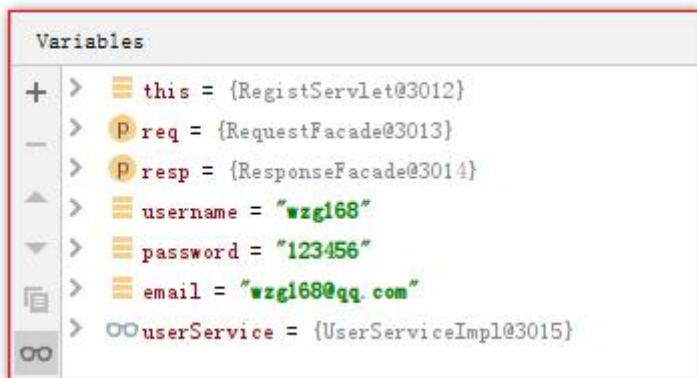 Variables
this = {RegistServlet@3012}
req = {RequestFacade@3013}
resp = {ResponseFacade@3014}
username = "wzg168"
password = "123456"
email = "wzg168@qq.com"
userService = {UserServiceImpl@3015}